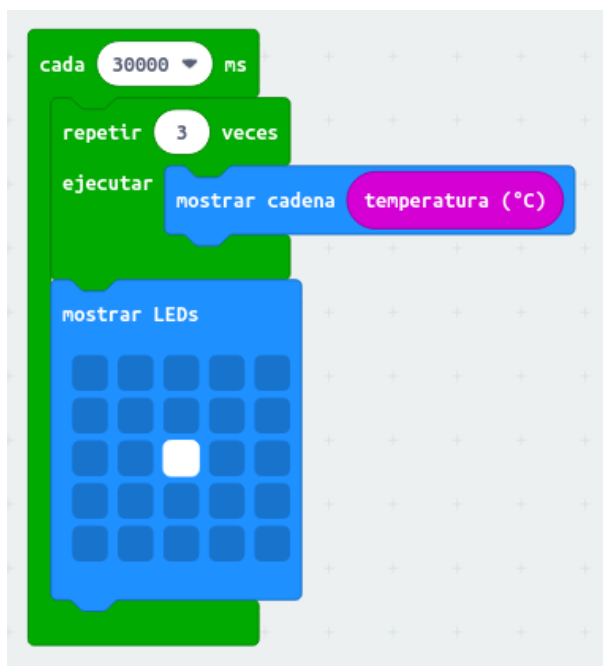 cada 30000 ms
repetir 3 veces
ejecutar
mostrar cadena temperatura (°C)
mostrar LEDs